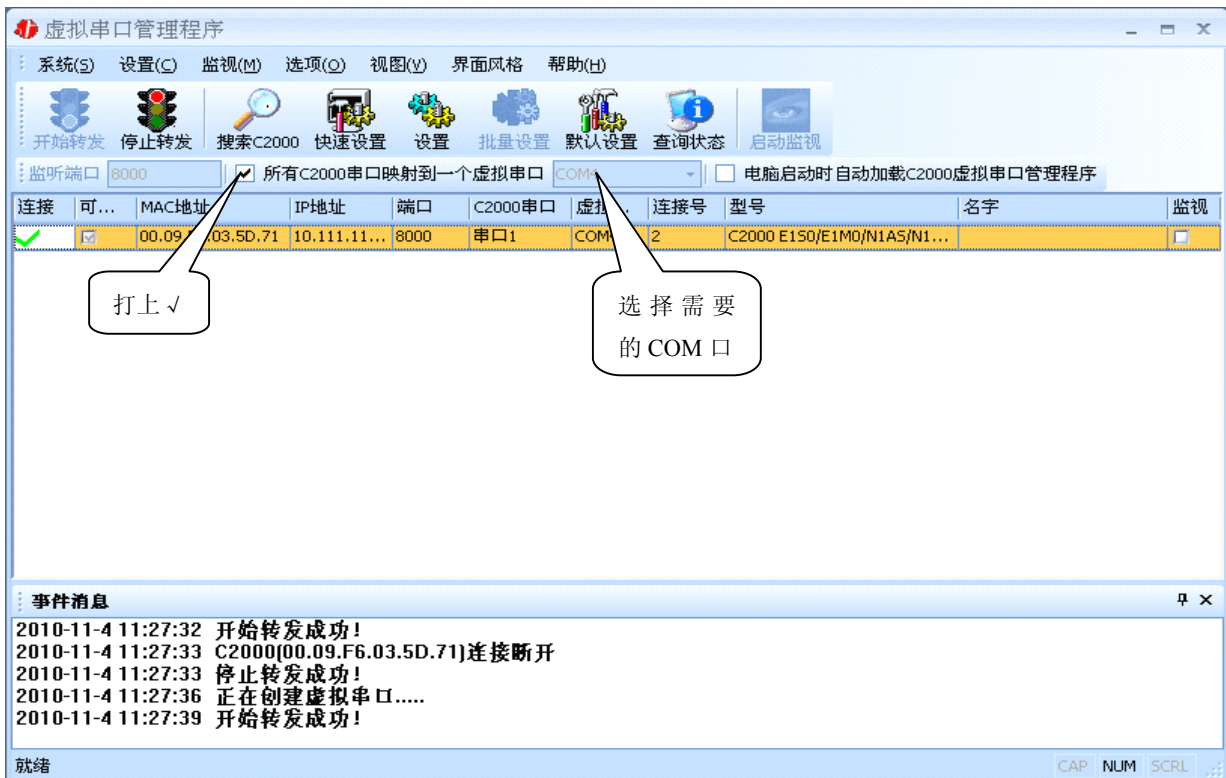 虚拟串口管理程序
系统(S) 设置(C) 监视(M) 选项(O) 视图(V) 界面风格 帮助(H)
开始转发 停止转发 搜索C2000 快速设置 设置 批量设置 默认设置 查询状态 启动监视
监听端口 8000 所有C2000串口映射到一个虚拟串口 电脑启动时自动加载C2000虚拟串口管理程序
连接 可... MAC地址 IP地址 端口 C2000串口 连接号 型号 名字 监视
10.111.11... 8000 串口1 2 C2000 E1S0/E1M0/N1AS/N1...
打上√
选择需要
的COM口
事件消息
2010-11-4 11:27:32 开始转发成功!
2010-11-4 11:27:33 C2000(00.09.F6.03.5D.71)连接断开
2010-11-4 11:27:33 停止转发成功!
2010-11-4 11:27:36 正在创建虚拟串口.....
2010-11-4 11:27:39 开始转发成功!
就绪 CAP NUM SCRL